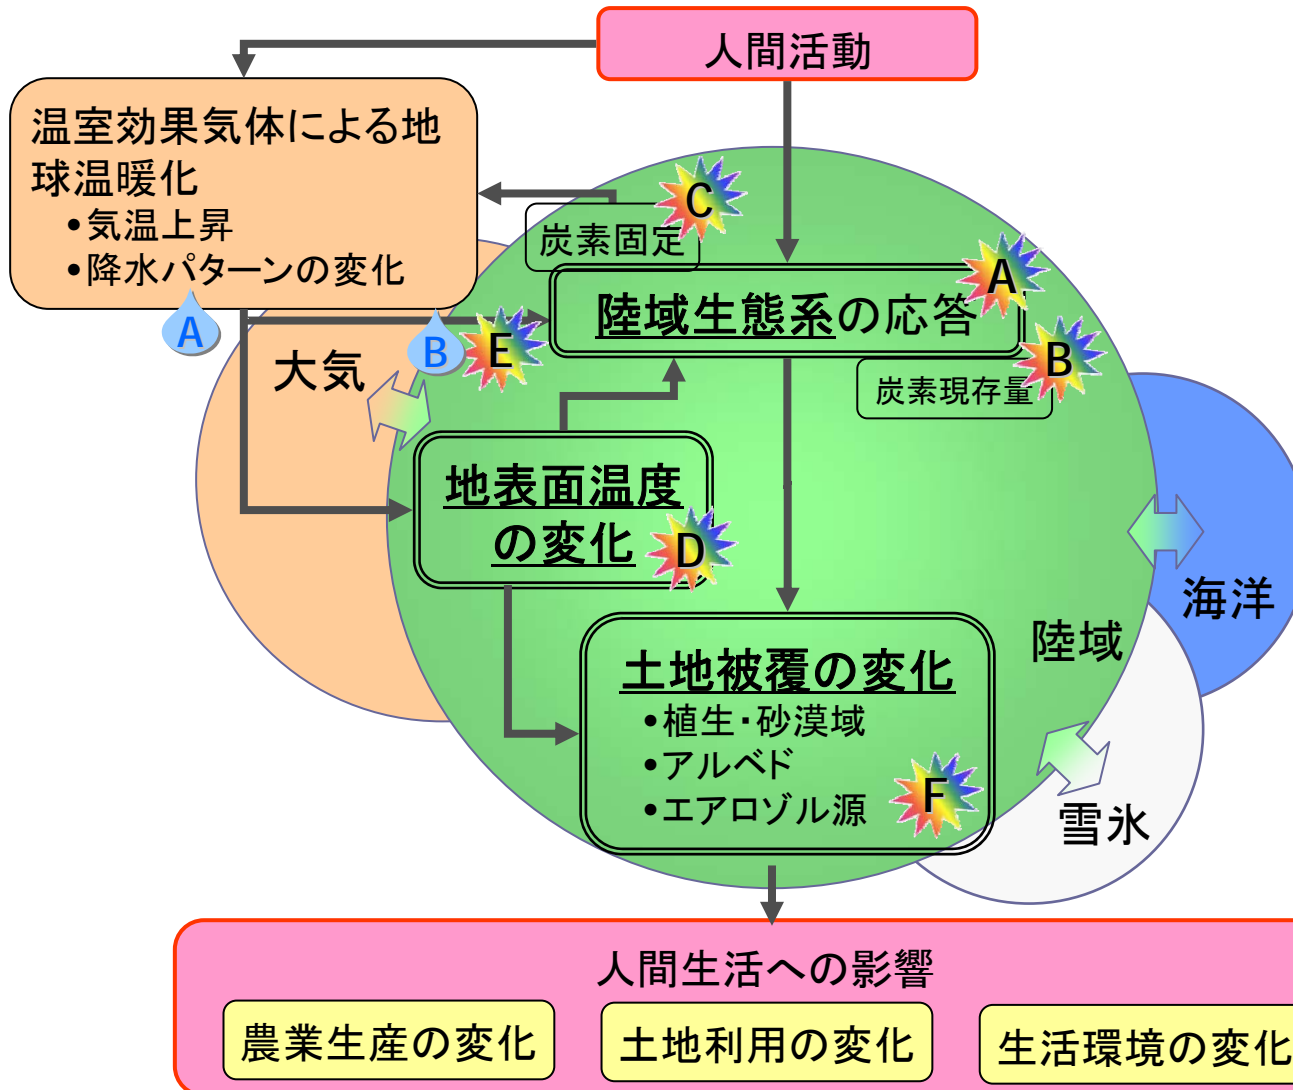 人間活動
温室効果気体による地
球温暖化
•気温上昇
•降水パターンの変化
A
C
炭素固定
A
陸域生態系の応答
B
E
B
炭素現存量
大気
地表面温度
の変化
D
海洋
陸域
土地被覆の変化
•植生・砂漠域
•アルベド
•エアロゾル源
F
雪氷
人間生活への影響
農業生産の変化
土地利用の変化
生活環境の変化